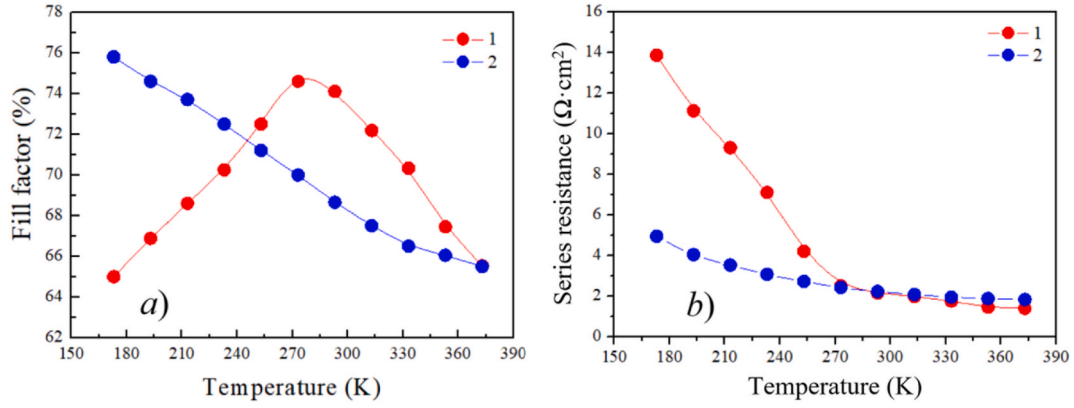 78
76
74
72
70
68
66
64
62
Fill factor (%)
1
2
a)
150 180 210 240 270 300 330 360 390
Temperature (K)
16
14
12
10
8
6
4
2
0
Series resistance (Ω·cm²)
1
2
b)
150 180 210 240 270 300 330 360 390
Temperature (K)